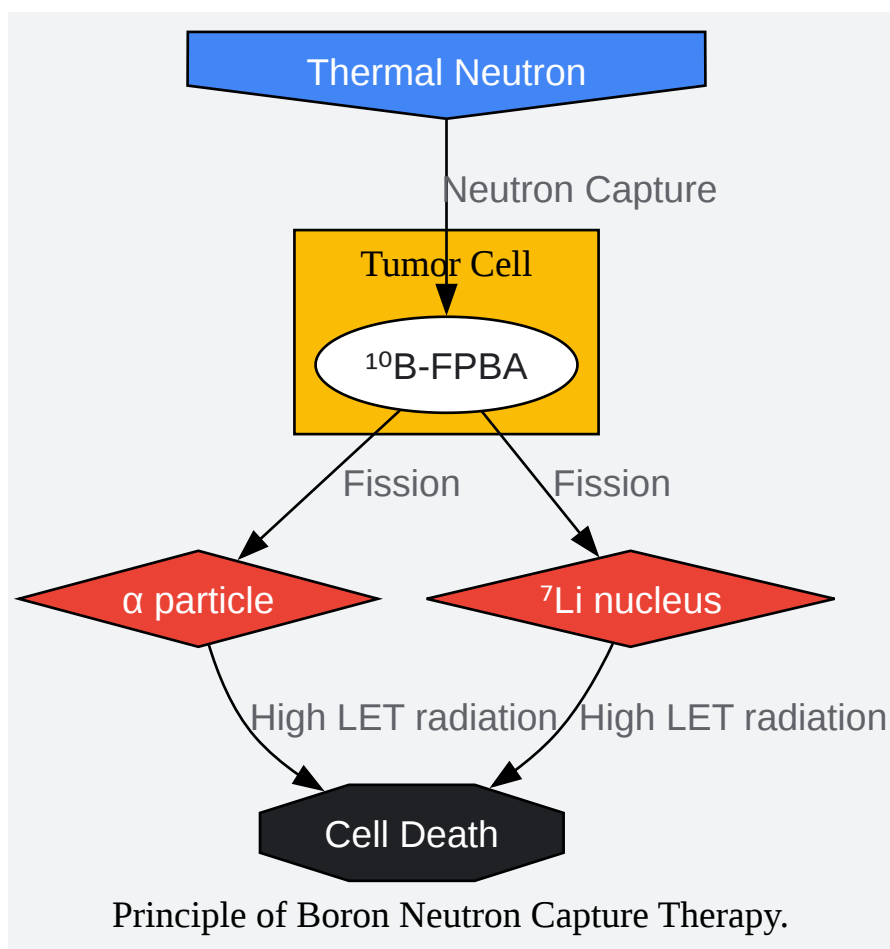 Thermal Neutron
Neutron Capture
Tumor Cell
¹⁰B-FPBA
Fission
Fission
α particle
⁷Li nucleus
High LET radiation
High LET radiation
Cell Death
Principle of Boron Neutron Capture Therapy.